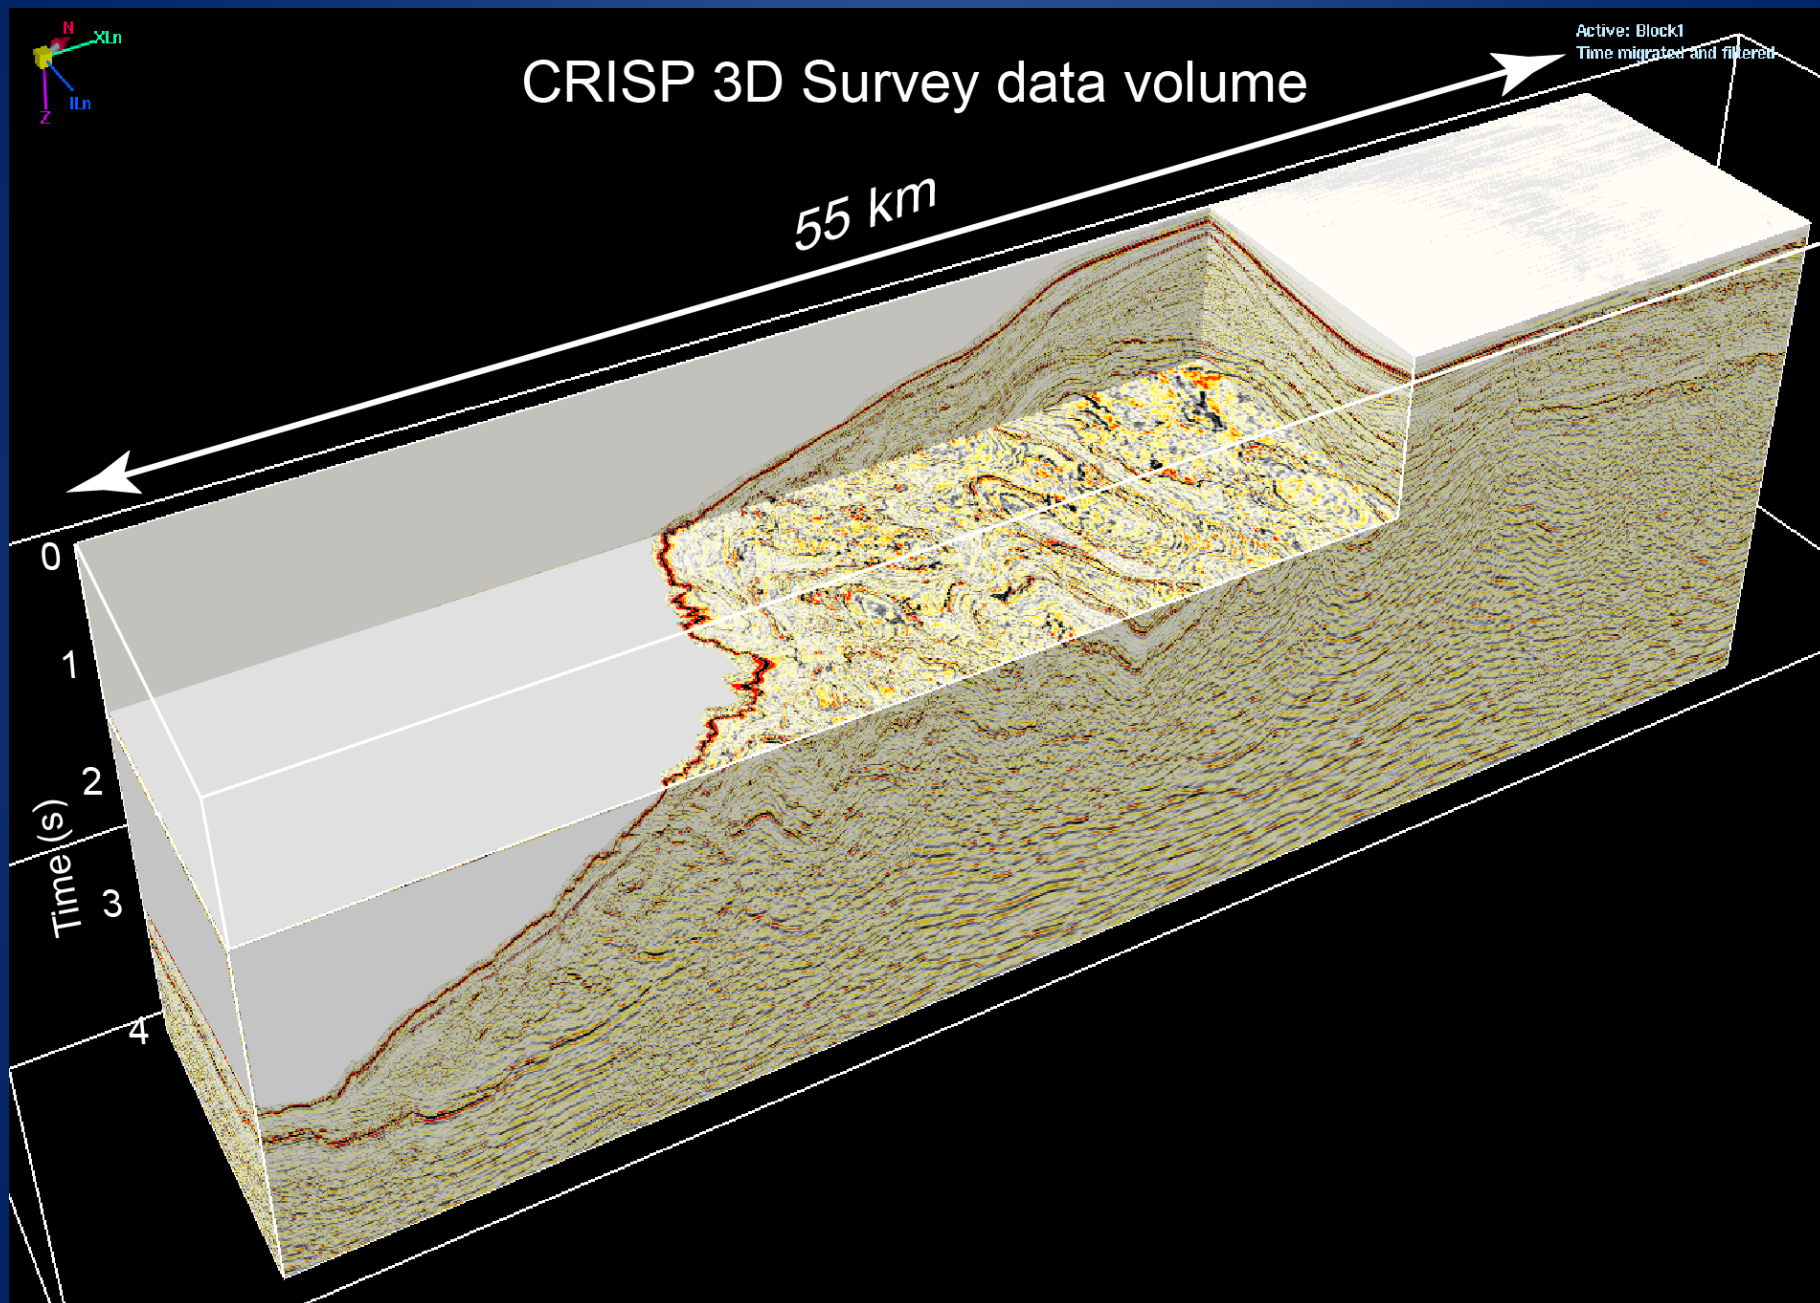 N
XLn
ILn
Z
CRISP 3D Survey data volume
Active: Block1
Time migrated and filtered
55 km
0
1
2
3
4
Time (s)